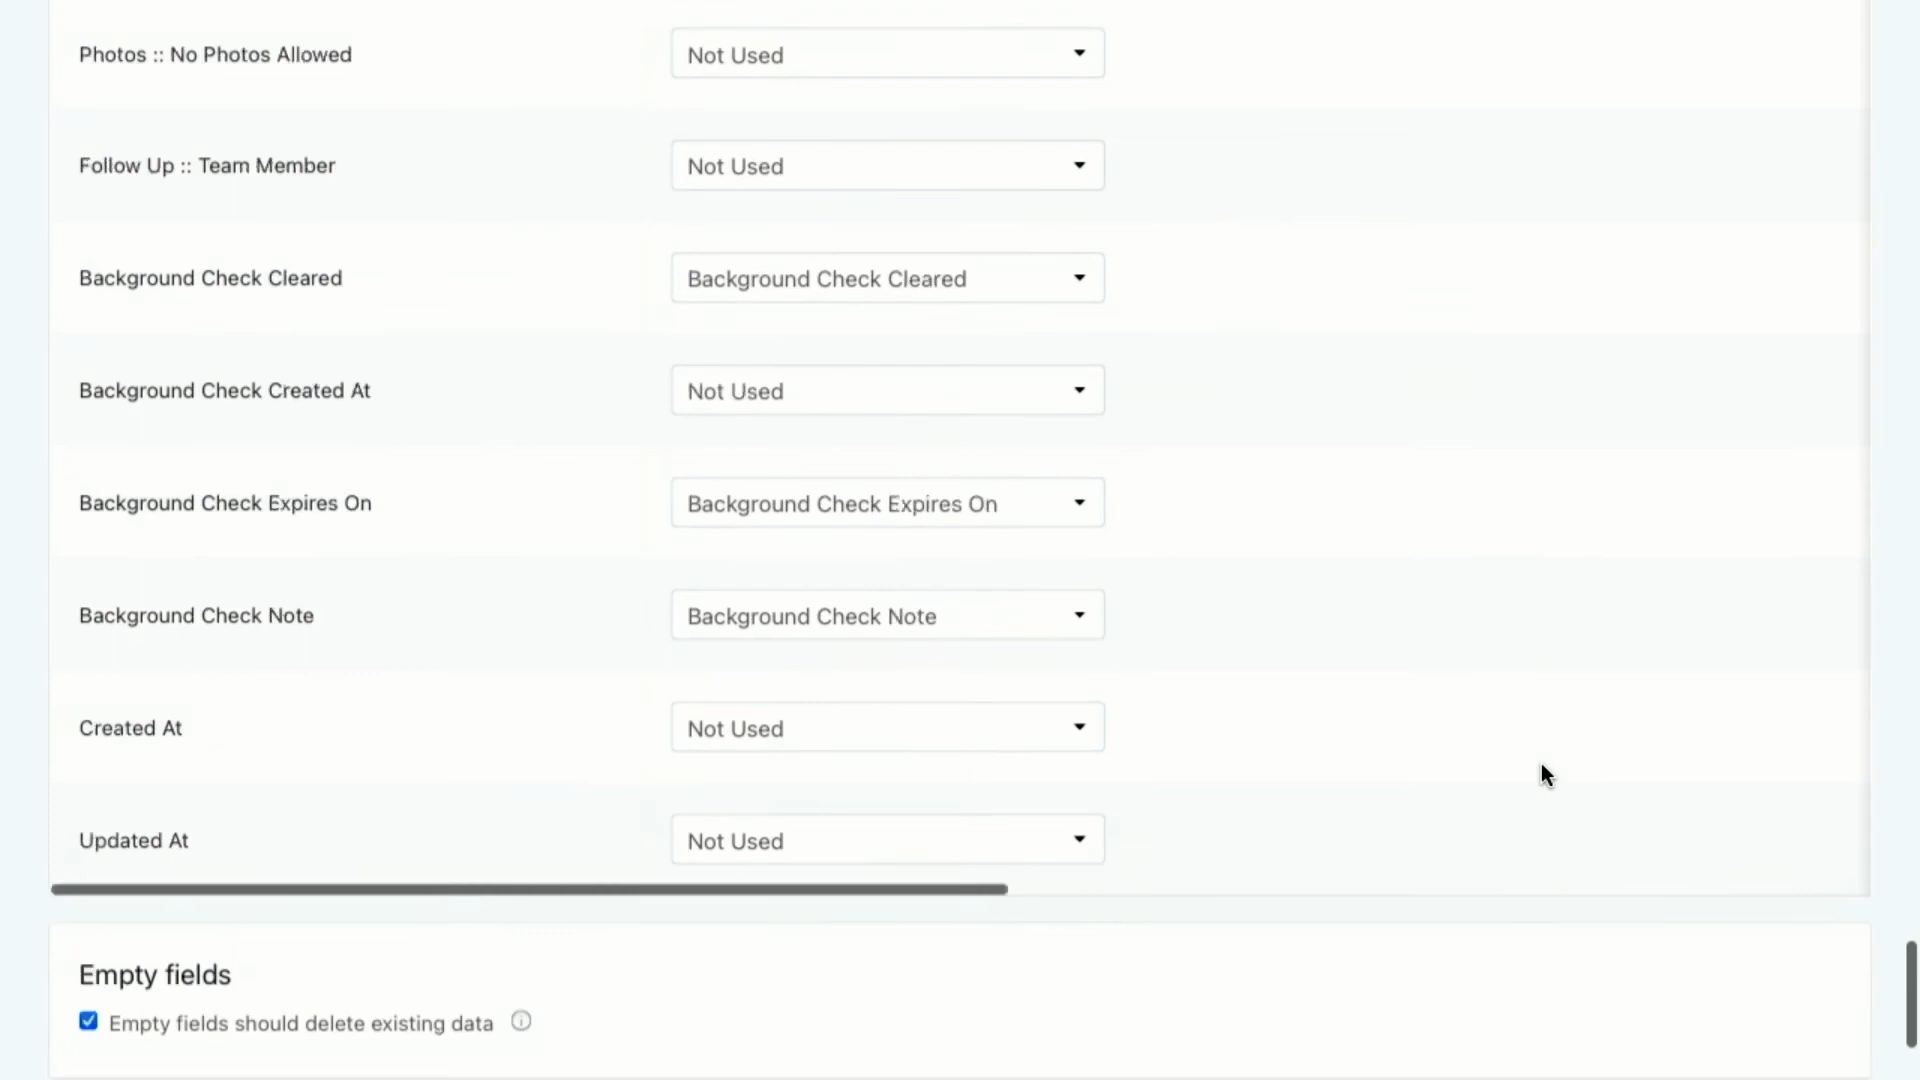 Photos :: No Photos Allowed Not Used
Follow Up :: Team Member Not Used
Background Check Cleared Background Check Cleared
Background Check Created At Not Used
Background Check Expires On Background Check Expires On
Background Check Note Background Check Note
Created At Not Used
Updated At Not Used
Empty fields
Empty fields should delete existing data